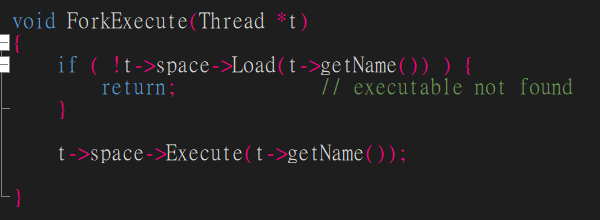 void ForkExecute(Thread *t)
{
    if ( !t->space->Load(t->getName()) ) {
        return;             // executable not found
    }

    t->space->Execute(t->getName());

}